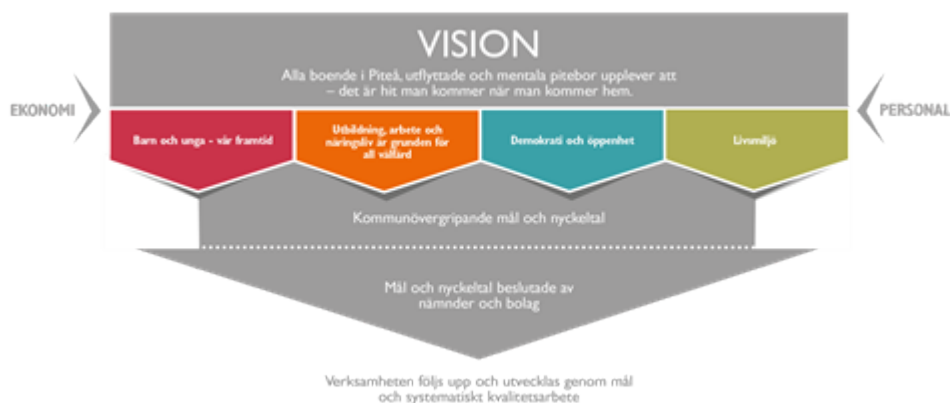 VISION
Alla boende i Piteå, utflyttade och mentala pitebor upplever att
– det är hit man kommer när man kommer hem.
EKONOMI
PERSONAL
Barn och unga – vår framtid
Utbildning, arbete och
näringsliv är grunden för
all välfärd
Demokrati och öppenhet
Livsmiljö
Kommunövergripande mål och nyckeltal
Mål och nyckeltal beslutade av
nämnder och bolag
Verksamheten följs upp och utvecklas genom mål
och systematiskt kvalitetsarbete